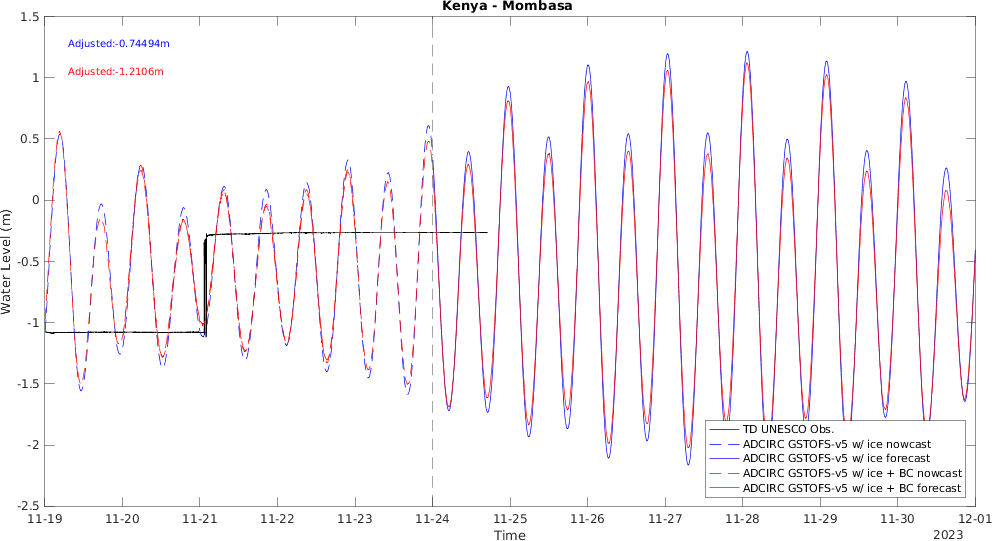 Kenya - Mombasa
Adjusted:-0.74494m
Adjusted:-1.2106m
1.5
1
0.5
0
-0.5
-1
-1.5
-2
-2.5
Water Level (m)
TD UNESCO Obs.
ADCIRC GSTOFS-v5 w/ ice nowcast
ADCIRC GSTOFS-v5 w/ ice forecast
ADCIRC GSTOFS-v5 w/ ice + BC nowcast
ADCIRC GSTOFS-v5 w/ ice + BC forecast
11-19 11-20 11-21 11-22 11-23 11-24 11-25 11-26 11-27 11-28 11-29 11-30 12-01
Time
2023